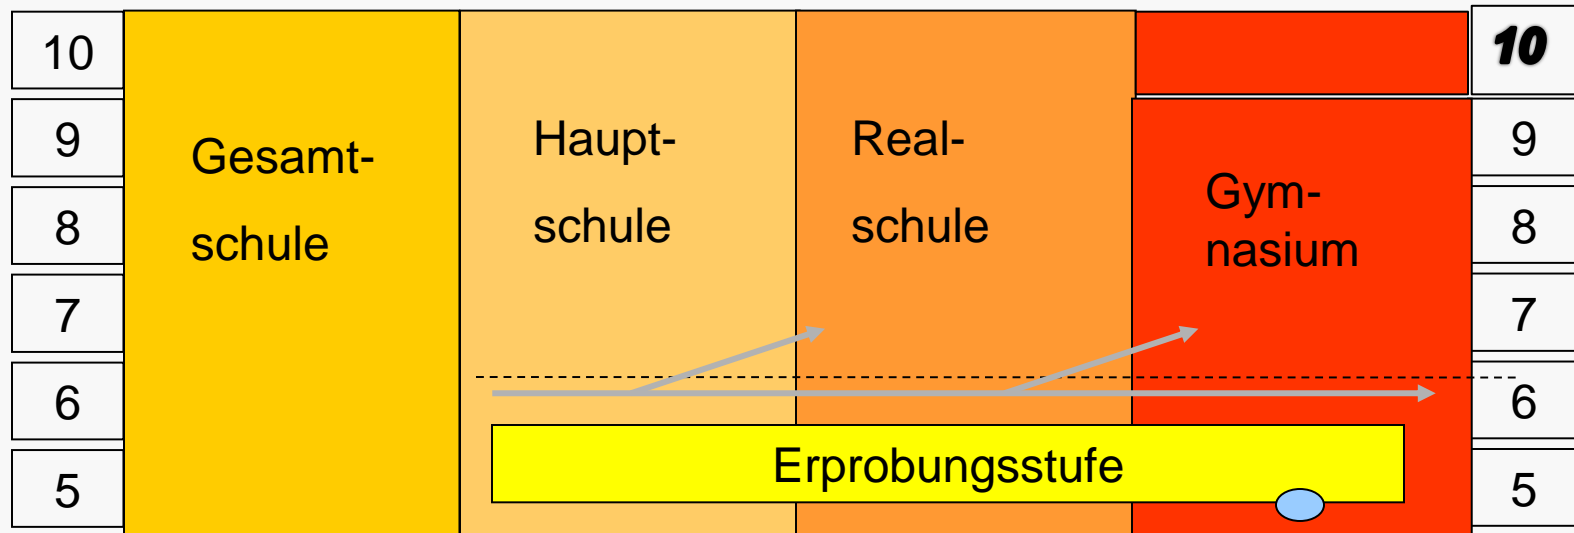 10
9
8
7
6
5
Gesamt-
schule
Haupt-
schule
Real-
schule
Gym-
nasium
Erprobungsstufe
10
9
8
7
6
5